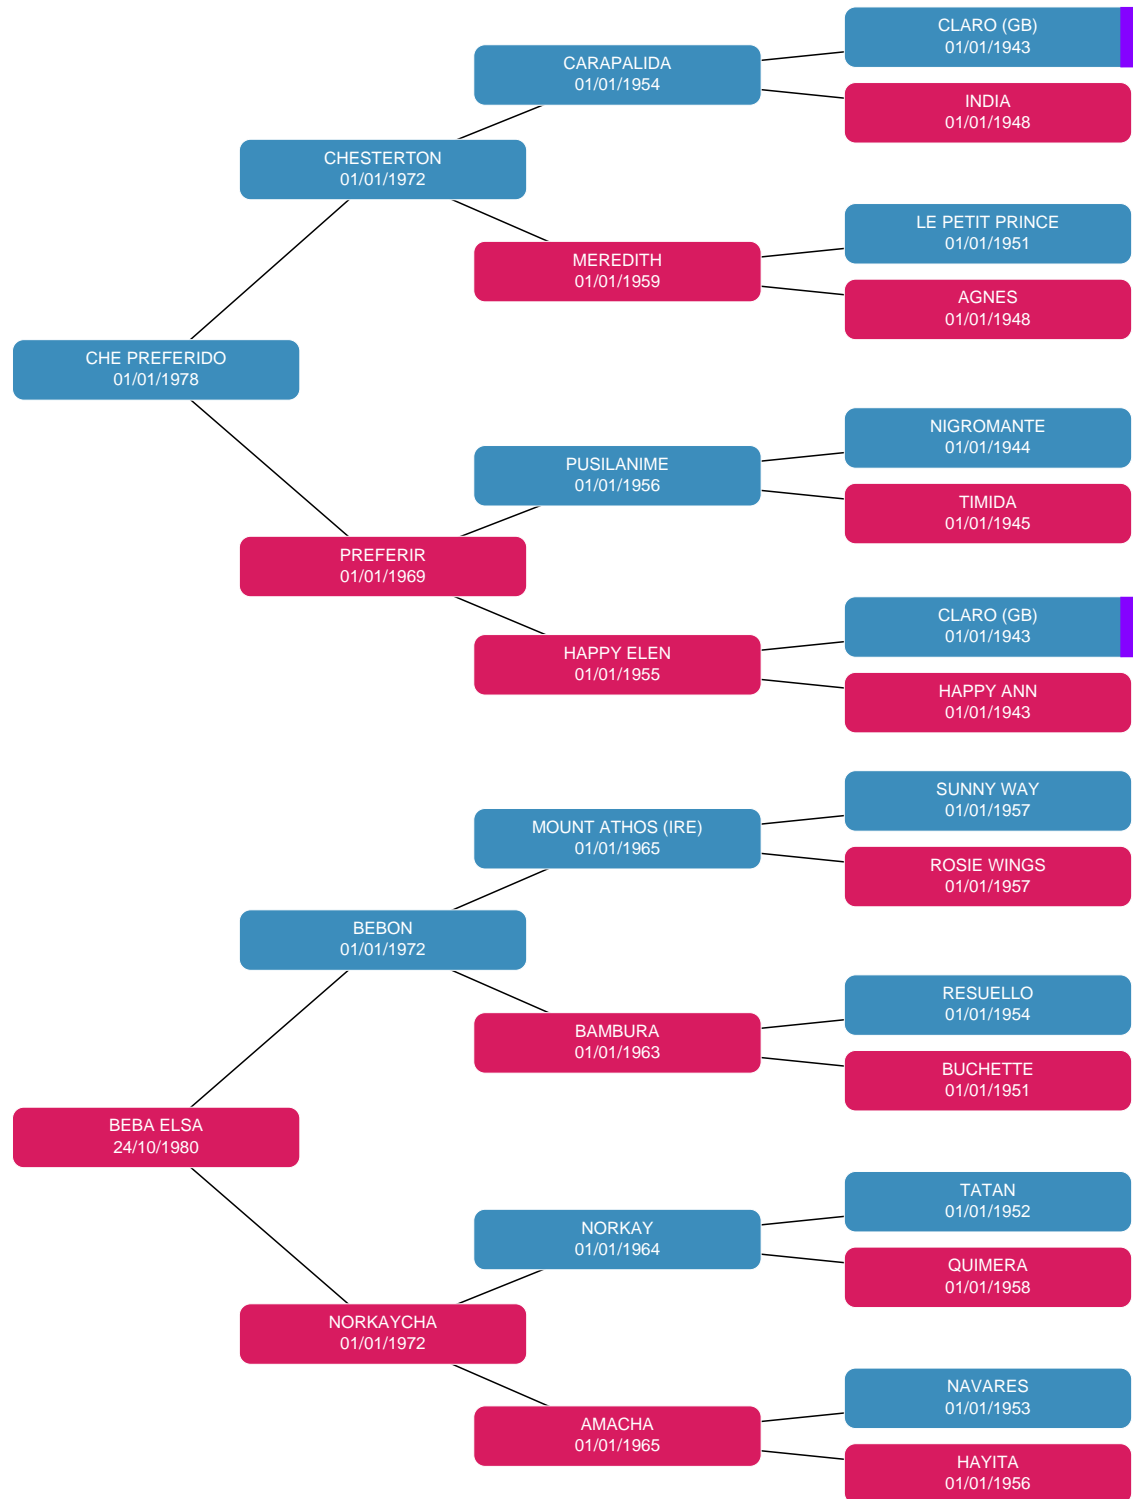 CLARO (GB)
01/01/1943
CARAPALIDA
01/01/1954
INDIA
01/01/1948
CHESTERTON
01/01/1972
LE PETIT PRINCE
01/01/1951
MEREDITH
01/01/1959
AGNES
01/01/1948
CHE PREFERIDO
01/01/1978
NIGROMANTE
01/01/1944
PUSILANIME
01/01/1956
TIMIDA
01/01/1945
PREFERIR
01/01/1969
CLARO (GB)
01/01/1943
HAPPY ELEN
01/01/1955
HAPPY ANN
01/01/1943
SUNNY WAY
01/01/1957
MOUNT ATHOS (IRE)
01/01/1965
ROSIE WINGS
01/01/1957
BEBON
01/01/1972
RESUELLO
01/01/1954
BAMBURA
01/01/1963
BUCHETTE
01/01/1951
BEBA ELSA
24/10/1980
TATAN
01/01/1952
NORKAY
01/01/1964
QUIMERA
01/01/1958
NORKAYCHA
01/01/1972
NAVARES
01/01/1953
AMACHA
01/01/1965
HAYITA
01/01/1956